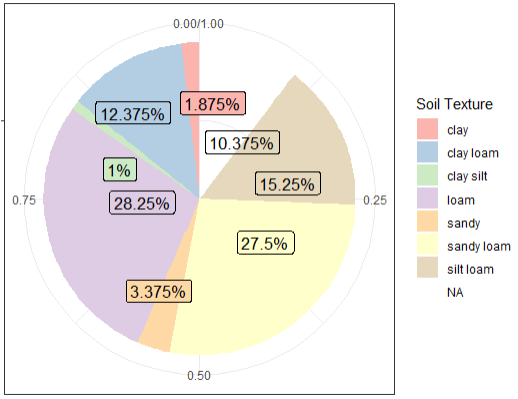 0.00/1.00
1.875%
12.375%
10.375%
1%
15.25%
0.75
28.25%
0.25
27.5%
3.375%
0.50
Soil Texture
clay
clay loam
clay silt
loam
sandy
sandy loam
silt loam
NA